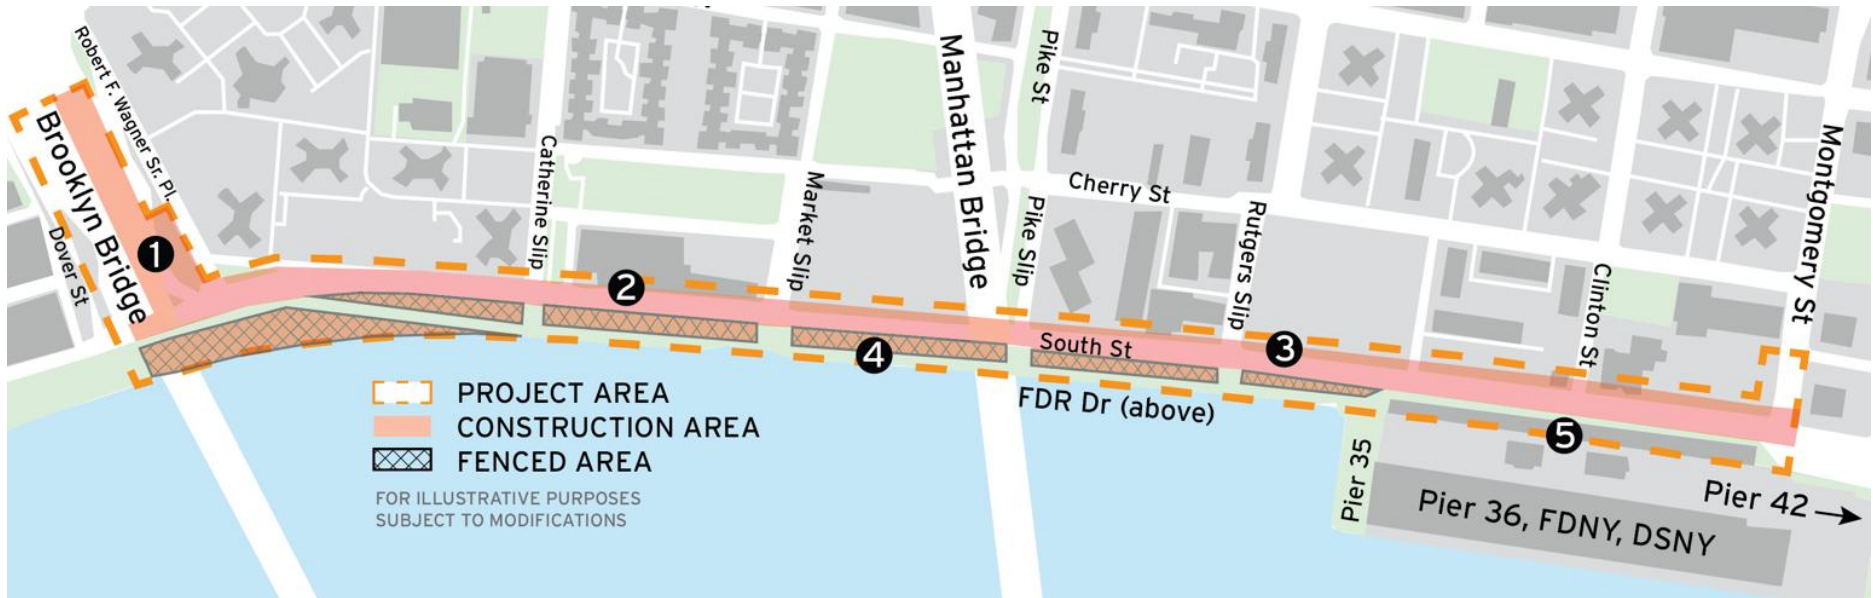 Robert F. Wagner Sr. Pl.
Brooklyn Bridge
Dover St
1
Catherine Slip
2
Market Slip
Manhattan Bridge
Pike St
Pike Slip
Cherry St
Rutgers Slip
South St
3
4
FDR Dr (above)
Clinton St
Montgomery St
5
Pier 35
Pier 36, FDNY, DSNY
Pier 42
PROJECT AREA
CONSTRUCTION AREA
FENCED AREA
FOR ILLUSTRATIVE PURPOSES
SUBJECT TO MODIFICATIONS